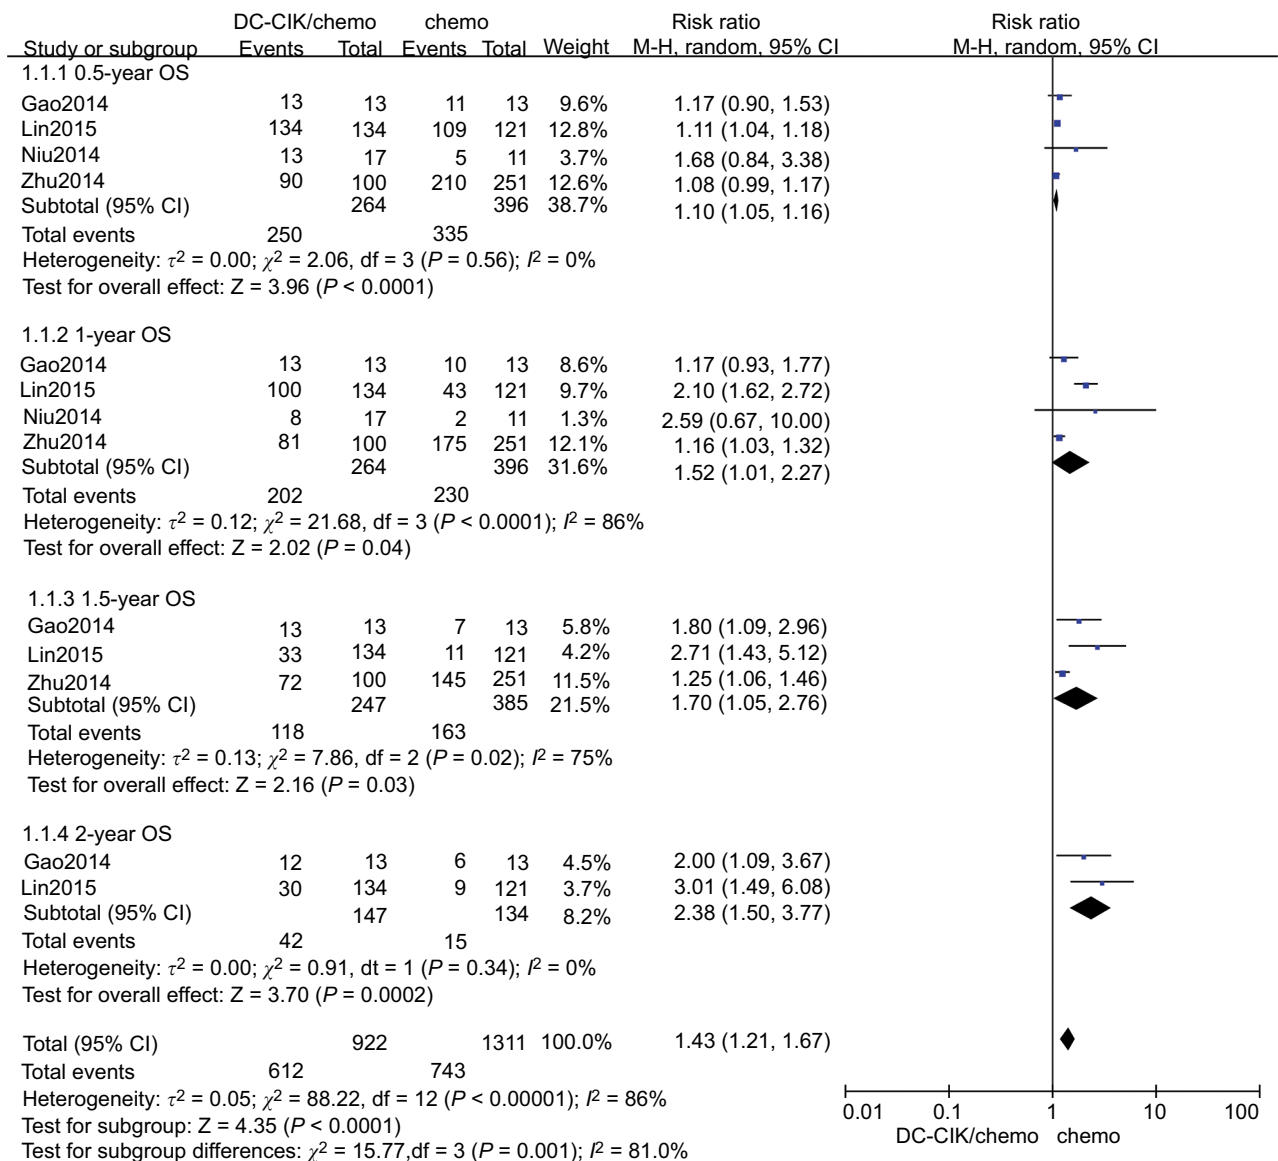 DC-CIK/chemo chemo Risk ratio Risk ratio
Study or subgroup Events Total Events Total Weight M-H, random, 95% CI M-H, random, 95% CI
1.1.1 0.5-year OS
Gao2014 13 13 11 13 9.6% 1.17 (0.90, 1.53)
Lin2015 134 134 109 121 12.8% 1.11 (1.04, 1.18)
Niu2014 13 17 5 11 3.7% 1.68 (0.84, 3.38)
Zhu2014 90 100 210 251 12.6% 1.08 (0.99, 1.17)
Subtotal (95% CI) 264 396 38.7% 1.10 (1.05, 1.16)
Total events 250 335
Heterogeneity: τ² = 0.00; χ² = 2.06, df = 3 (P = 0.56); I² = 0%
Test for overall effect: Z = 3.96 (P < 0.0001)
1.1.2 1-year OS
Gao2014 13 13 10 13 8.6% 1.17 (0.93, 1.77)
Lin2015 100 134 43 121 9.7% 2.10 (1.62, 2.72)
Niu2014 8 17 2 11 1.3% 2.59 (0.67, 10.00)
Zhu2014 81 100 175 251 12.1% 1.16 (1.03, 1.32)
Subtotal (95% CI) 264 396 31.6% 1.52 (1.01, 2.27)
Total events 202 230
Heterogeneity: τ² = 0.12; χ² = 21.68, df = 3 (P < 0.0001); I² = 86%
Test for overall effect: Z = 2.02 (P = 0.04)
1.1.3 1.5-year OS
Gao2014 13 13 7 13 5.8% 1.80 (1.09, 2.96)
Lin2015 33 134 11 121 4.2% 2.71 (1.43, 5.12)
Zhu2014 72 100 145 251 11.5% 1.25 (1.06, 1.46)
Subtotal (95% CI) 247 385 21.5% 1.70 (1.05, 2.76)
Total events 118 163
Heterogeneity: τ² = 0.13; χ² = 7.86, df = 2 (P = 0.02); I² = 75%
Test for overall effect: Z = 2.16 (P = 0.03)
1.1.4 2-year OS
Gao2014 12 13 6 13 4.5% 2.00 (1.09, 3.67)
Lin2015 30 134 9 121 3.7% 3.01 (1.49, 6.08)
Subtotal (95% CI) 147 134 8.2% 2.38 (1.50, 3.77)
Total events 42 15
Heterogeneity: τ² = 0.00; χ² = 0.91, dt = 1 (P = 0.34); I² = 0%
Test for overall effect: Z = 3.70 (P = 0.0002)
Total (95% CI) 922 1311 100.0% 1.43 (1.21, 1.67)
Total events 612 743
Heterogeneity: τ² = 0.05; χ² = 88.22, df = 12 (P < 0.00001); I² = 86%
Test for subgroup: Z = 4.35 (P < 0.0001)
Test for subgroup differences: χ² = 15.77,df = 3 (P = 0.001); I² = 81.0%
0.01 0.1 1 10 100
DC-CIK/chemo chemo